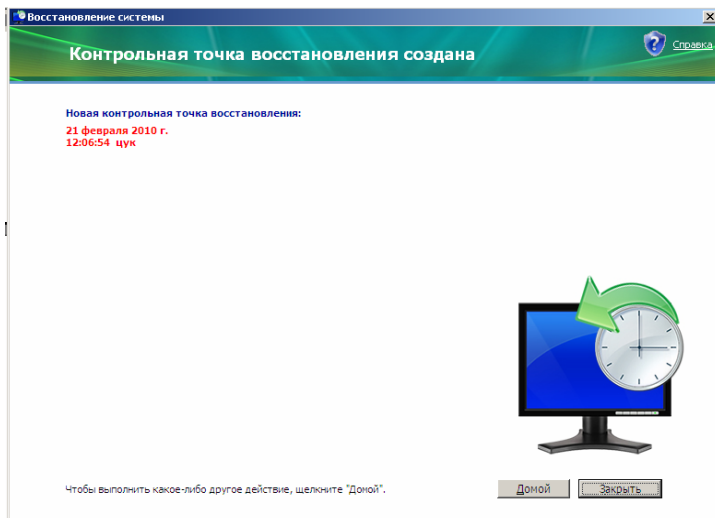 Восстановление системы
Контрольная точка восстановления создана
Справка
Новая контрольная точка восстановления:
21 февраля 2010 г.
12:06:54 цук
Чтобы выполнить какое-либо другое действие, щелкните "Домой".
Домой
Закрыть